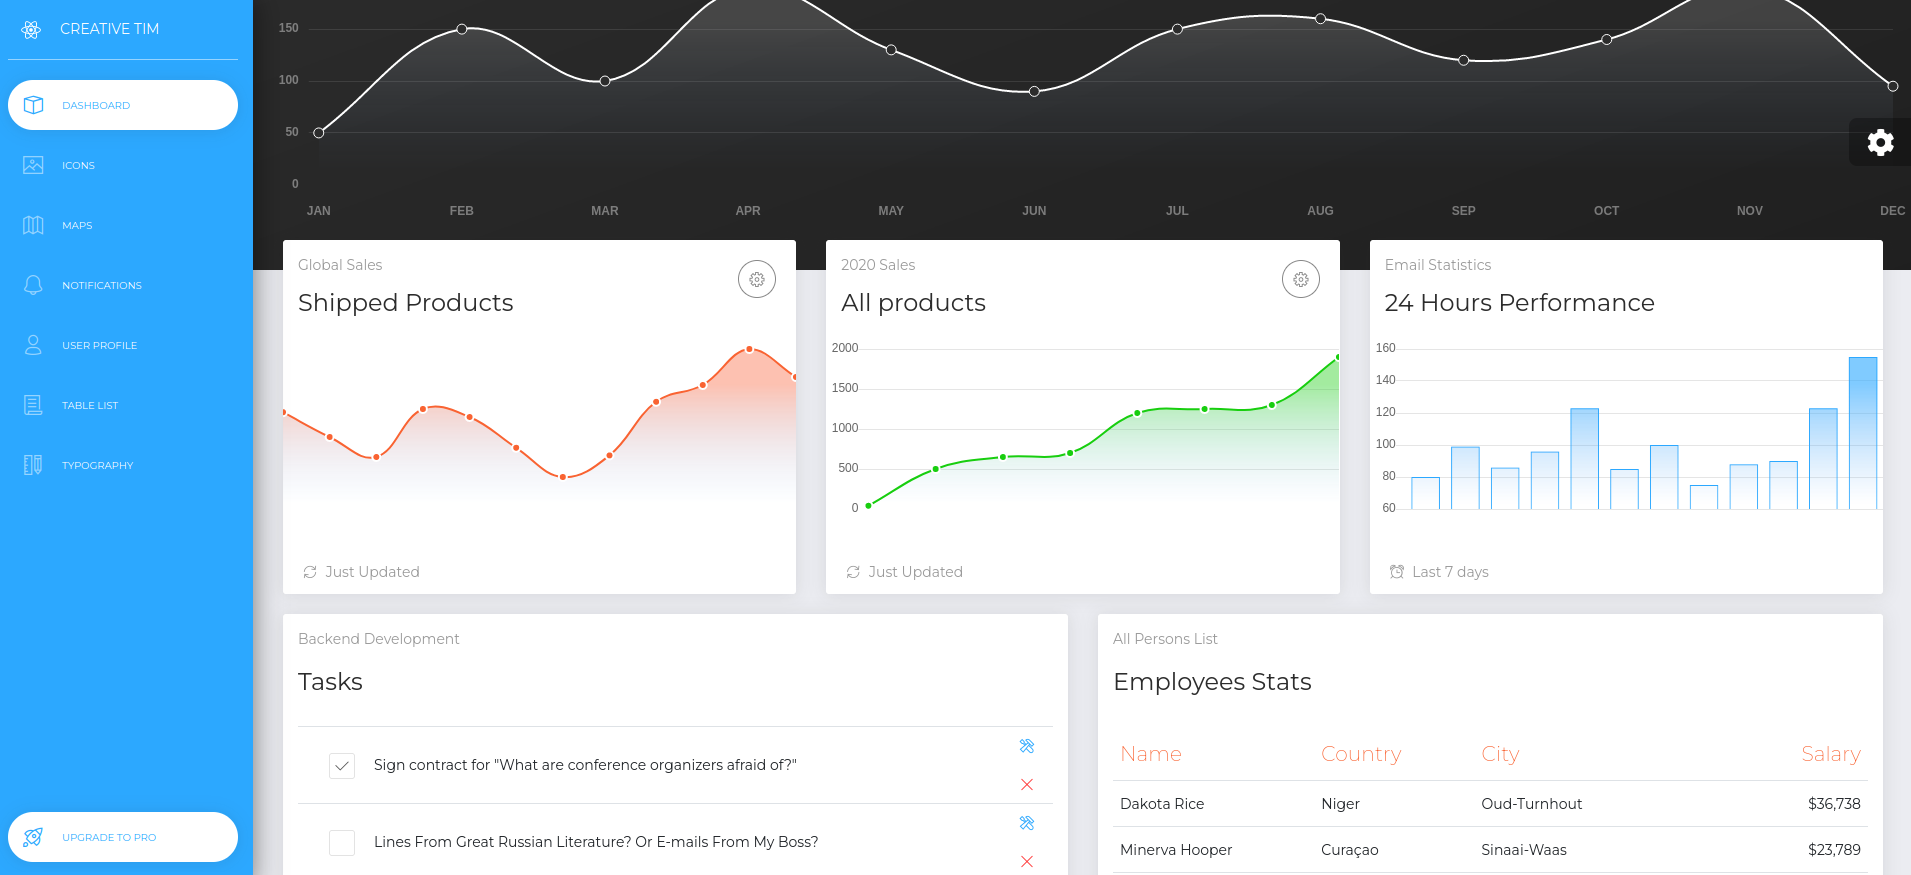 CREATIVE TIM
DASHBOARD
ICONS
MAPS
NOTIFICATIONS
USER PROFILE
TABLE LIST
TYPOGRAPHY
UPGRADE TO PRO
150
100
50
0
JAN FEB MAR APR MAY JUN JUL AUG SEP OCT NOV DEC
Global Sales
Shipped Products
Just Updated
2020 Sales
All products
2000
1500
1000
500
0
Just Updated
Email Statistics
24 Hours Performance
160
140
120
100
80
60
Last 7 days
Backend Development
Tasks
Sign contract for "What are conference organizers afraid of?"
Lines From Great Russian Literature? Or E-mails From My Boss?
All Persons List
Employees Stats
Name Country City Salary
Dakota Rice Niger Oud-Turnhout $36,738
Minerva Hooper Curaçao Sinaai-Waas $23,789